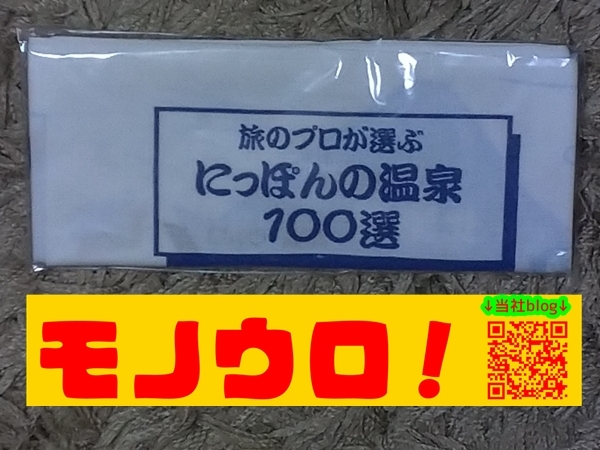 旅のプロが選ぶ
にっぽんの温泉
100選
↓当社blog↓
モノウロ!